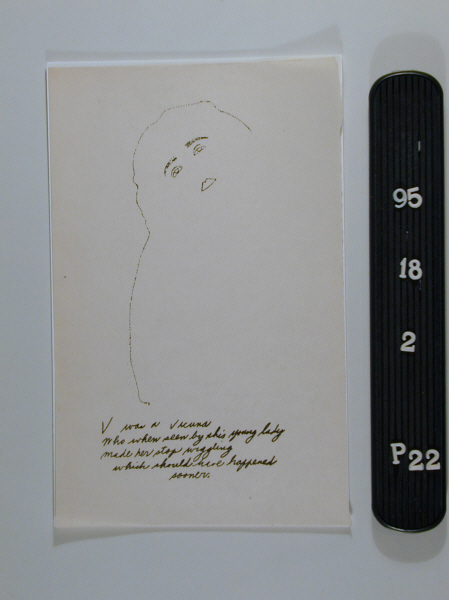 V was a Vicuna
Who when seen by this young lady
made her stop wiggling
which should have happened
sooner.
95
18
2
P22